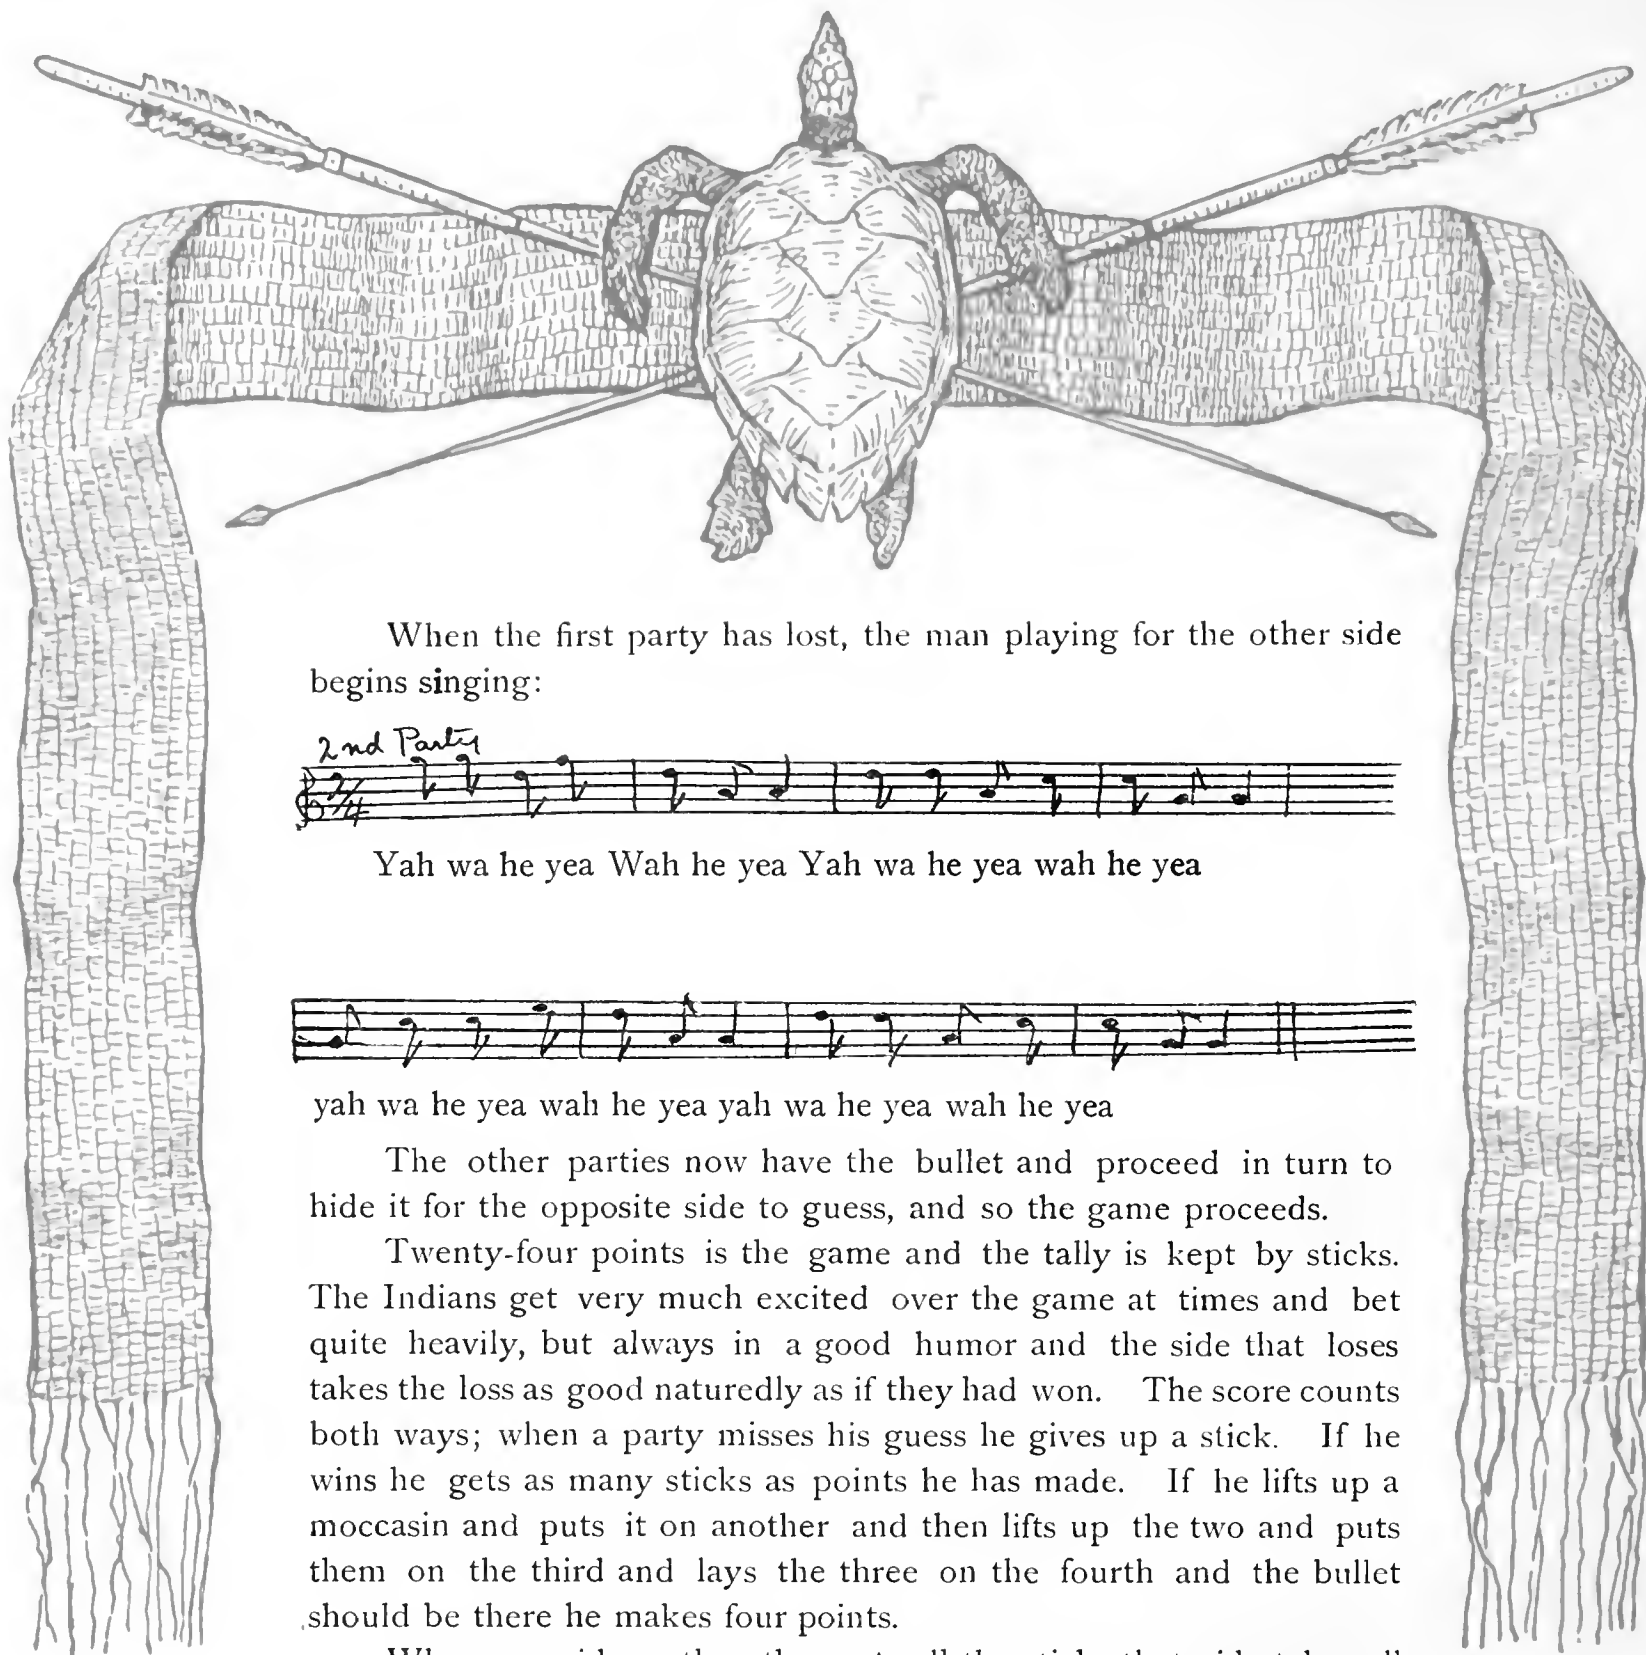 When the first party has lost, the man playing for the other side
begins singing:
2nd Party
2/4
Yah wa he yea Wah he yea Yah wa he yea wah he yea
yah wa he yea wah he yea yah wa he yea wah he yea
The other parties now have the bullet and proceed in turn to
hide it for the opposite side to guess, and so the game proceeds.
Twenty-four points is the game and the tally is kept by sticks.
The Indians get very much excited over the game at times and bet
quite heavily, but always in a good humor and the side that loses
takes the loss as good naturedly as if they had won. The score counts
both ways; when a party misses his guess he gives up a stick. If he
wins he gets as many sticks as points he has made. If he lifts up a
moccasin and puts it on another and then lifts up the two and puts
them on the third and lays the three on the fourth and the bullet
should be there he makes four points.